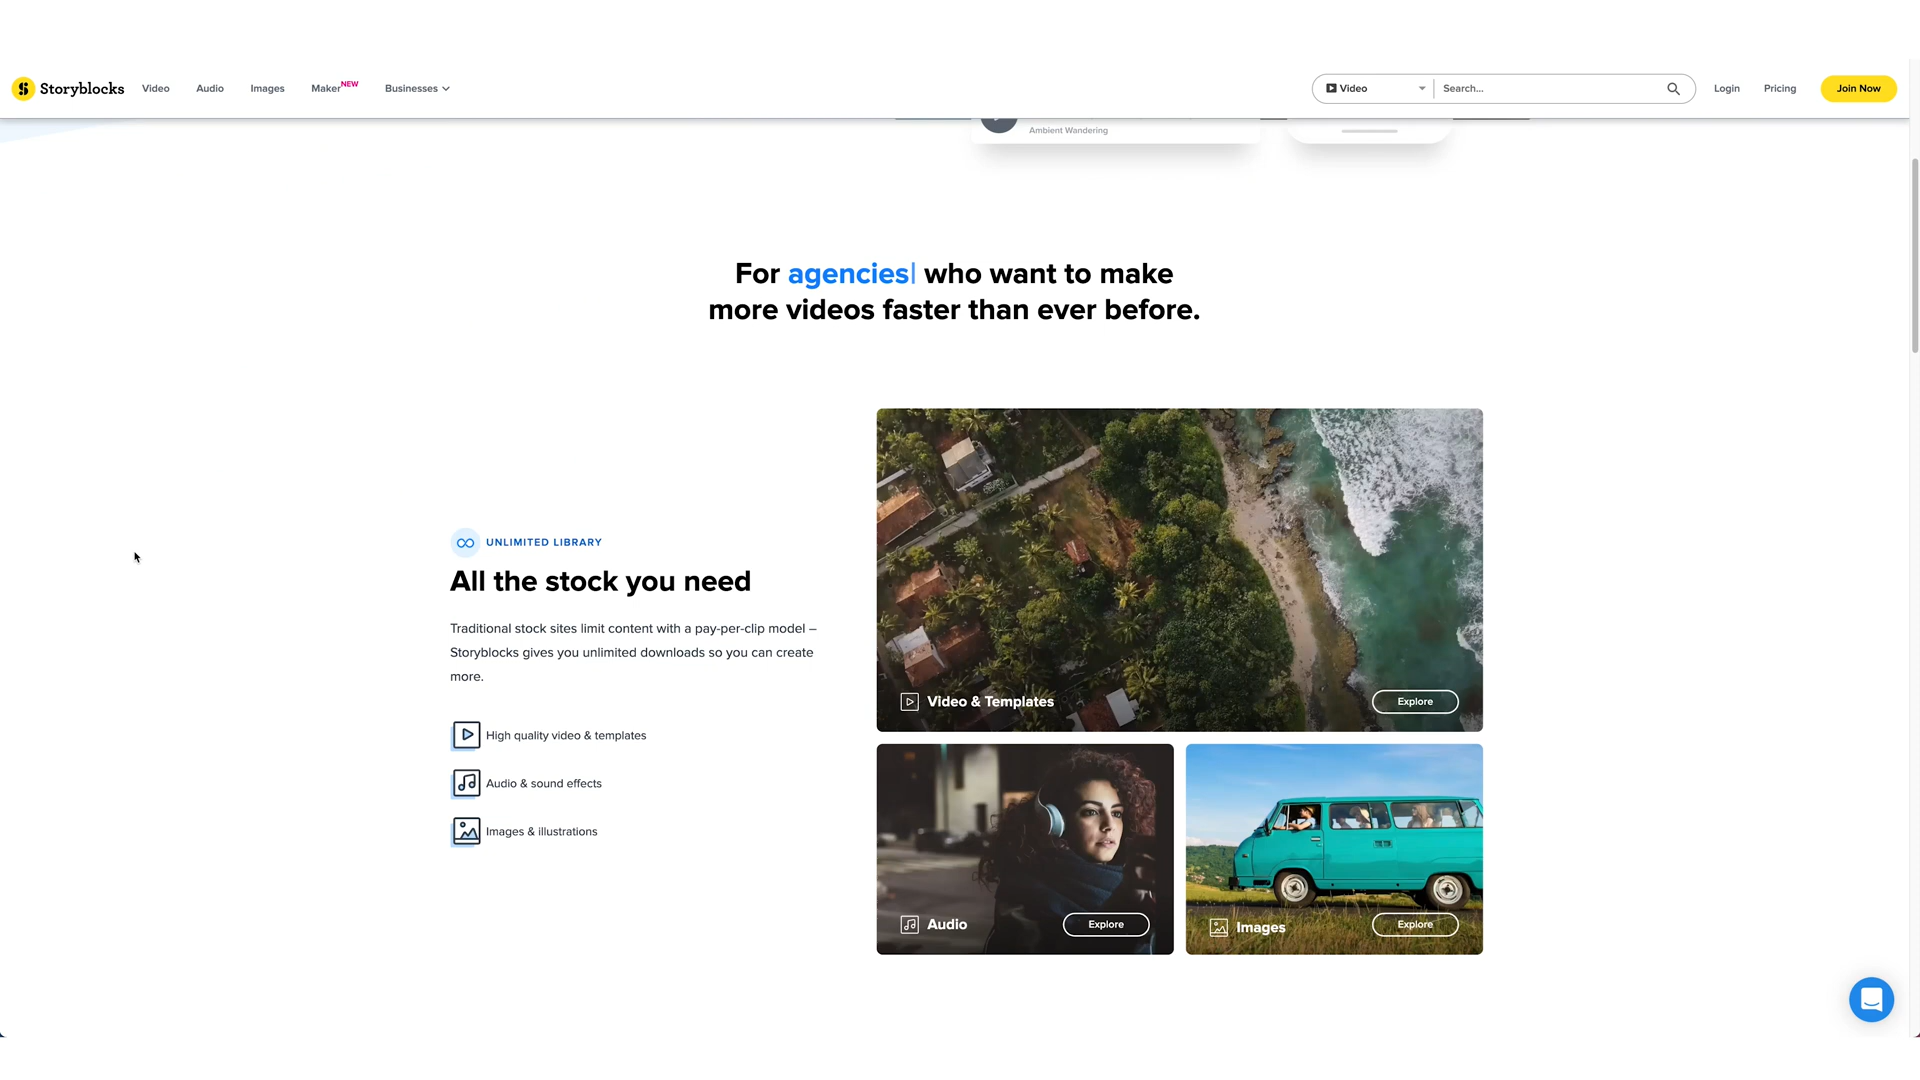 Storyblocks
Video
Audio
Images
Maker NEW
Businesses
Video
Search...
Login
Pricing
Join Now
Ambient Wandering
For agencies| who want to make
more videos faster than ever before.
UNLIMITED LIBRARY
All the stock you need
Traditional stock sites limit content with a pay-per-clip model –
Storyblocks gives you unlimited downloads so you can create
more.
High quality video & templates
Audio & sound effects
Images & illustrations
Video & Templates
Explore
Audio
Explore
Images
Explore